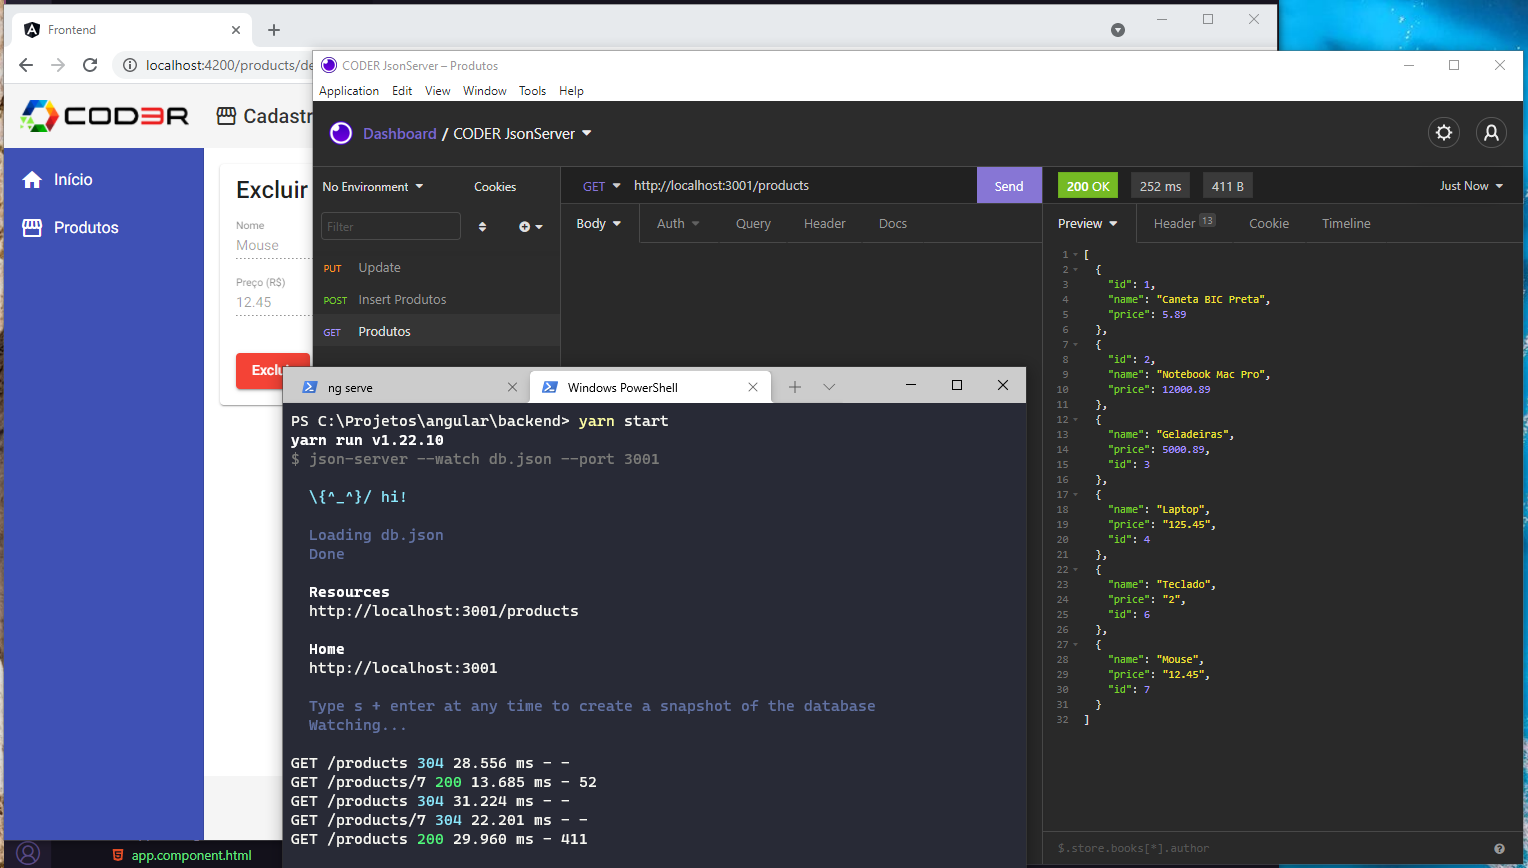 Frontend
localhost:4200/products/de
CODER JsonServer – Produtos
Application Edit View Window Tools Help
COD3R
Cadastr
Dashboard / CODER JsonServer
Início
Produtos
Excluir
Nome
Mouse
Preço (R$)
12.45
No Environment
Cookies
Filter
PUT Update
POST Insert Produtos
GET Produtos
GET http://localhost:3001/products
Send
Body Auth Query Header Docs
200 OK 252 ms 411 B
Just Now
Preview Header 13 Cookie Timeline
1 [
2 {
3 "id": 1,
4 "name": "Caneta BIC Preta",
5 "price": 5.89
6 },
7 {
8 "id": 2,
9 "name": "Notebook Mac Pro",
10 "price": 12000.89
11 },
12 {
13 "name": "Geladeiras",
14 "price": 5000.89,
15 "id": 3
16 },
17 {
18 "name": "Laptop",
19 "price": "125.45",
20 "id": 4
21 },
22 {
23 "name": "Teclado",
24 "price": "2",
25 "id": 6
26 },
27 {
28 "name": "Mouse",
29 "price": "12.45",
30 "id": 7
31 }
32 ]
$.store.books[*].author
ng serve
Windows PowerShell
PS C:\Projetos\angular\backend> yarn start
yarn run v1.22.10
$ json-server --watch db.json --port 3001
\{^_^}/ hi!
Loading db.json
Done
Resources
http://localhost:3001/products
Home
http://localhost:3001
Type s + enter at any time to create a snapshot of the database
Watching...
GET /products 304 28.556 ms - -
GET /products/7 200 13.685 ms - 52
GET /products 304 31.224 ms - -
GET /products/7 304 22.201 ms - -
GET /products 200 29.960 ms - 411
app.component.html